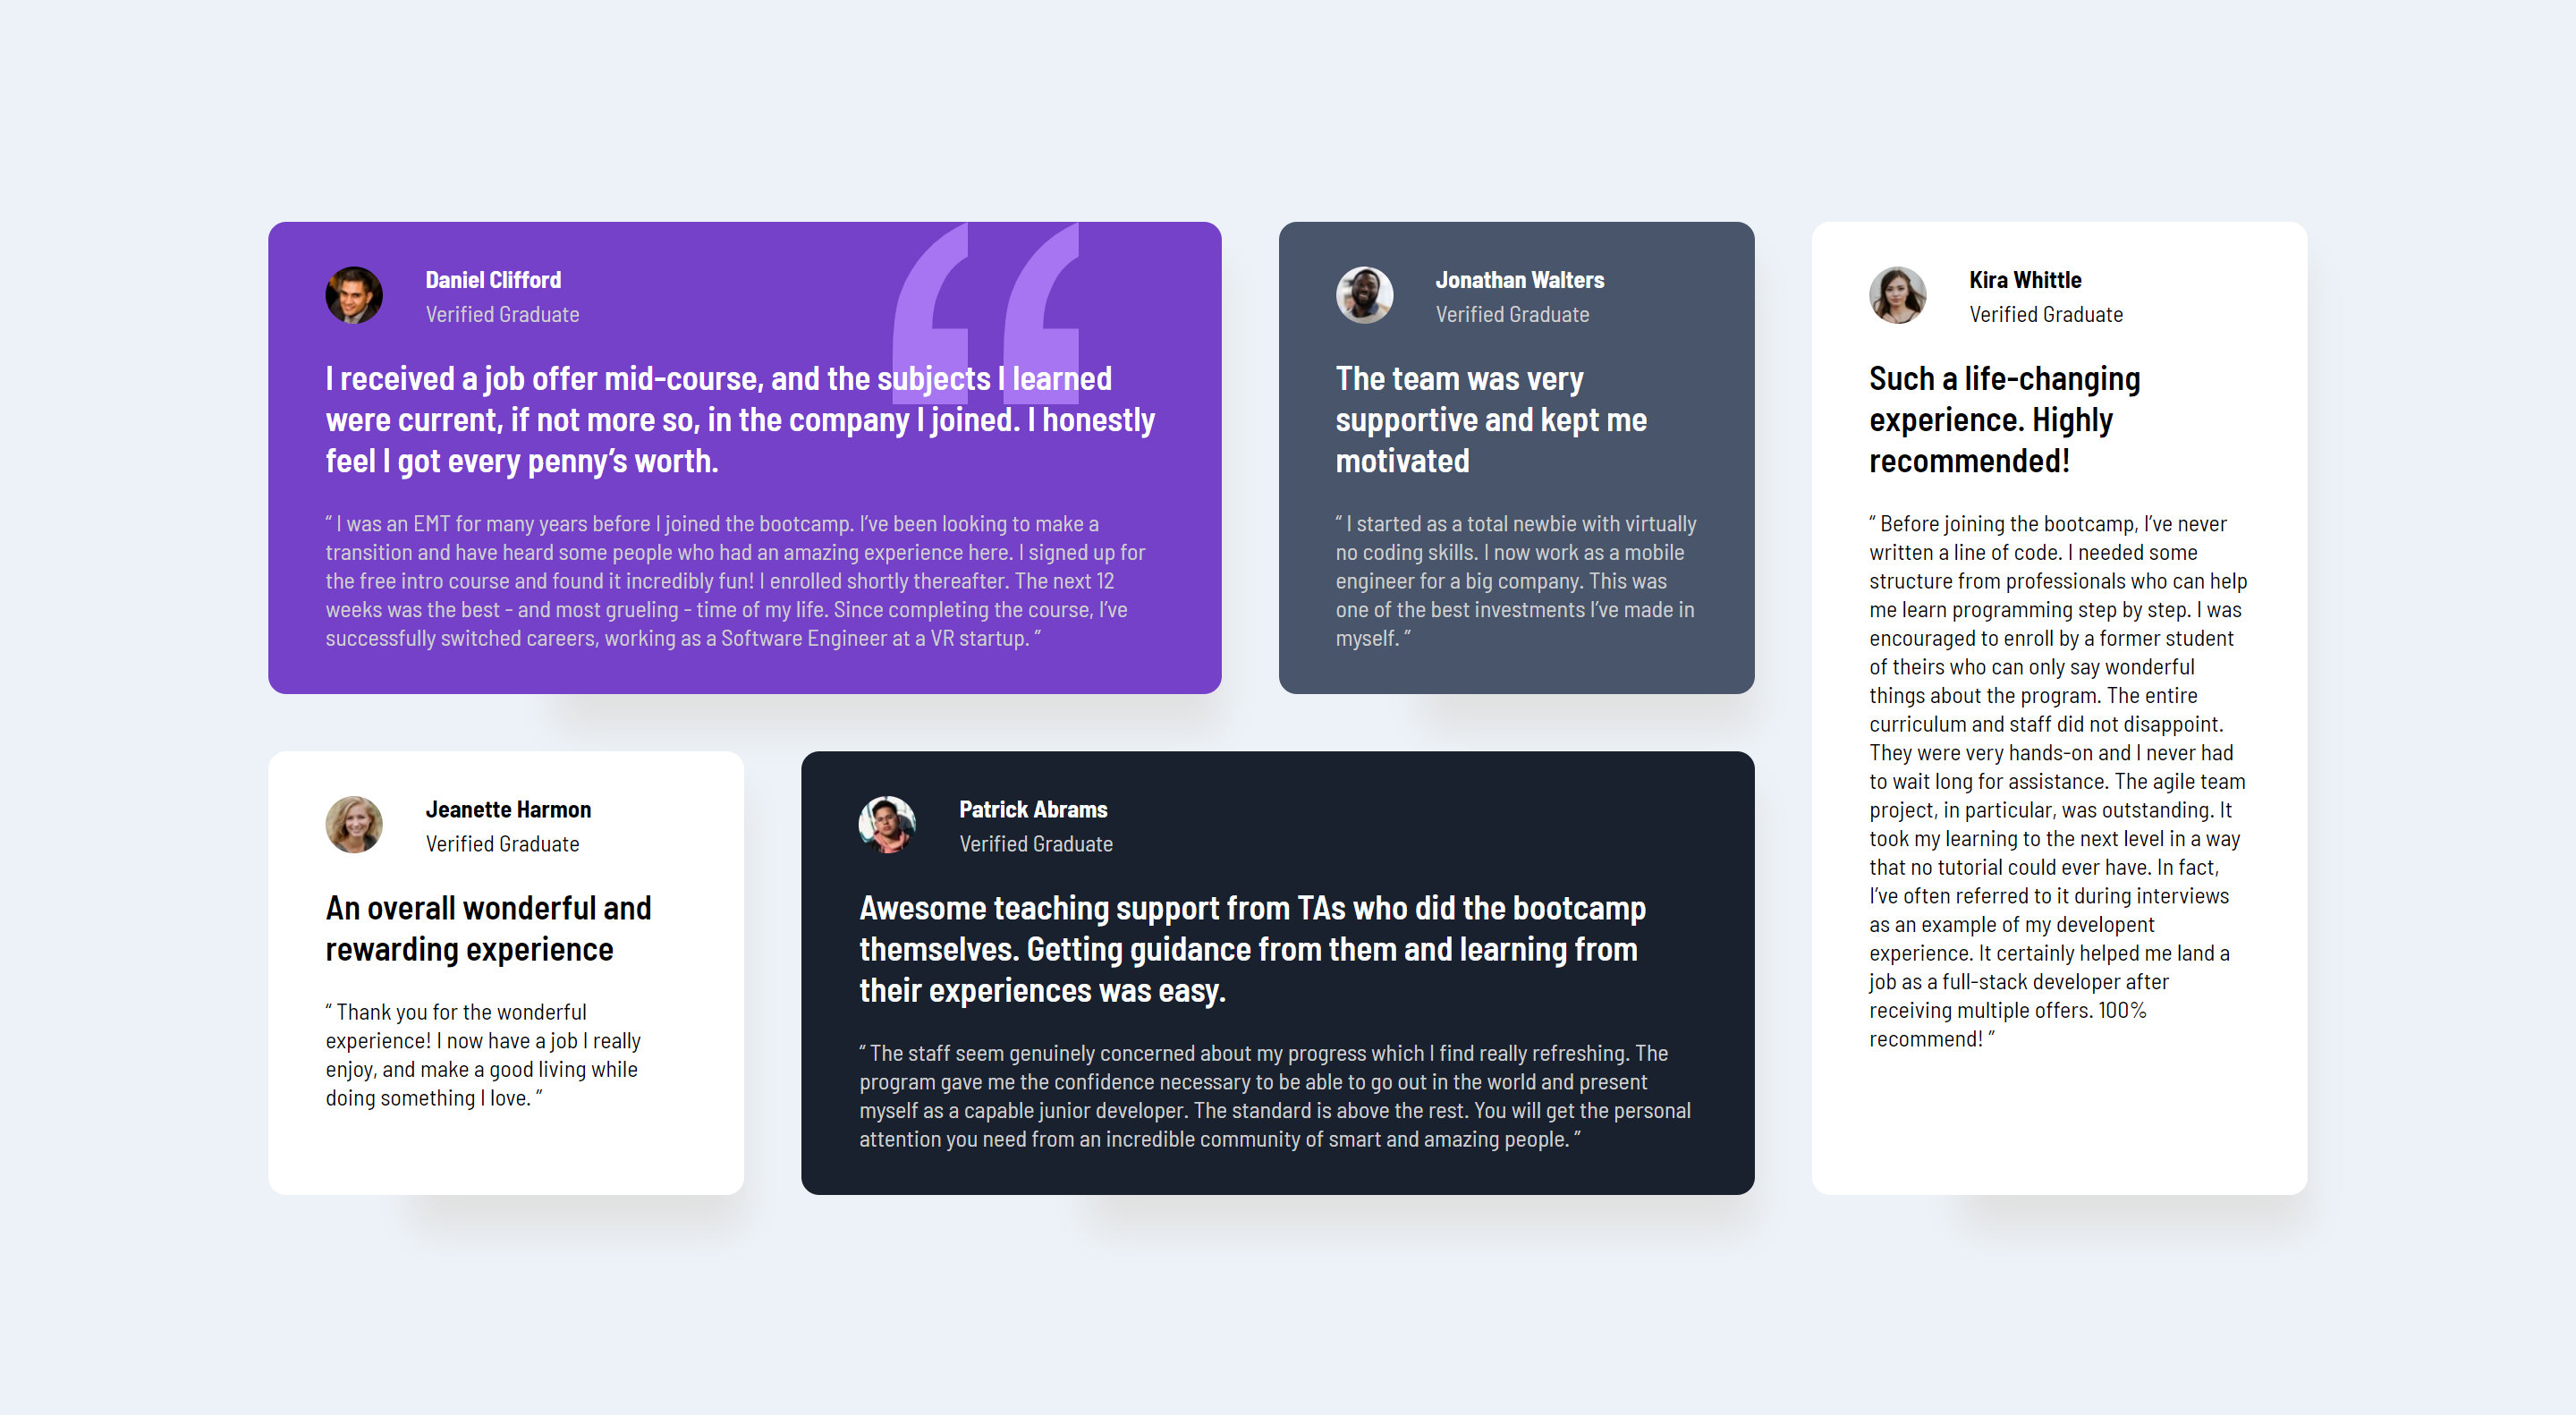 Daniel Clifford
Verified Graduate
I received a job offer mid-course, and the subjects I learned
were current, if not more so, in the company I joined. I honestly
feel I got every penny’s worth.
“ I was an EMT for many years before I joined the bootcamp. I’ve been looking to make a
transition and have heard some people who had an amazing experience here. I signed up for
the free intro course and found it incredibly fun! I enrolled shortly thereafter. The next 12
weeks was the best - and most grueling - time of my life. Since completing the course, I’ve
successfully switched careers, working as a Software Engineer at a VR startup. ”
Jonathan Walters
Verified Graduate
The team was very
supportive and kept me
motivated
“ I started as a total newbie with virtually
no coding skills. I now work as a mobile
engineer for a big company. This was
one of the best investments I’ve made in
myself. ”
Kira Whittle
Verified Graduate
Such a life-changing
experience. Highly
recommended!
“ Before joining the bootcamp, I’ve never
written a line of code. I needed some
structure from professionals who can help
me learn programming step by step. I was
encouraged to enroll by a former student
of theirs who can only say wonderful
things about the program. The entire
curriculum and staff did not disappoint.
They were very hands-on and I never had
to wait long for assistance. The agile team
project, in particular, was outstanding. It
took my learning to the next level in a way
that no tutorial could ever have. In fact,
I’ve often referred to it during interviews
as an example of my developent
experience. It certainly helped me land a
job as a full-stack developer after
receiving multiple offers. 100%
recommend! ”
Jeanette Harmon
Verified Graduate
An overall wonderful and
rewarding experience
“ Thank you for the wonderful
experience! I now have a job I really
enjoy, and make a good living while
doing something I love. ”
Patrick Abrams
Verified Graduate
Awesome teaching support from TAs who did the bootcamp
themselves. Getting guidance from them and learning from
their experiences was easy.
“ The staff seem genuinely concerned about my progress which I find really refreshing. The
program gave me the confidence necessary to be able to go out in the world and present
myself as a capable junior developer. The standard is above the rest. You will get the personal
attention you need from an incredible community of smart and amazing people. ”